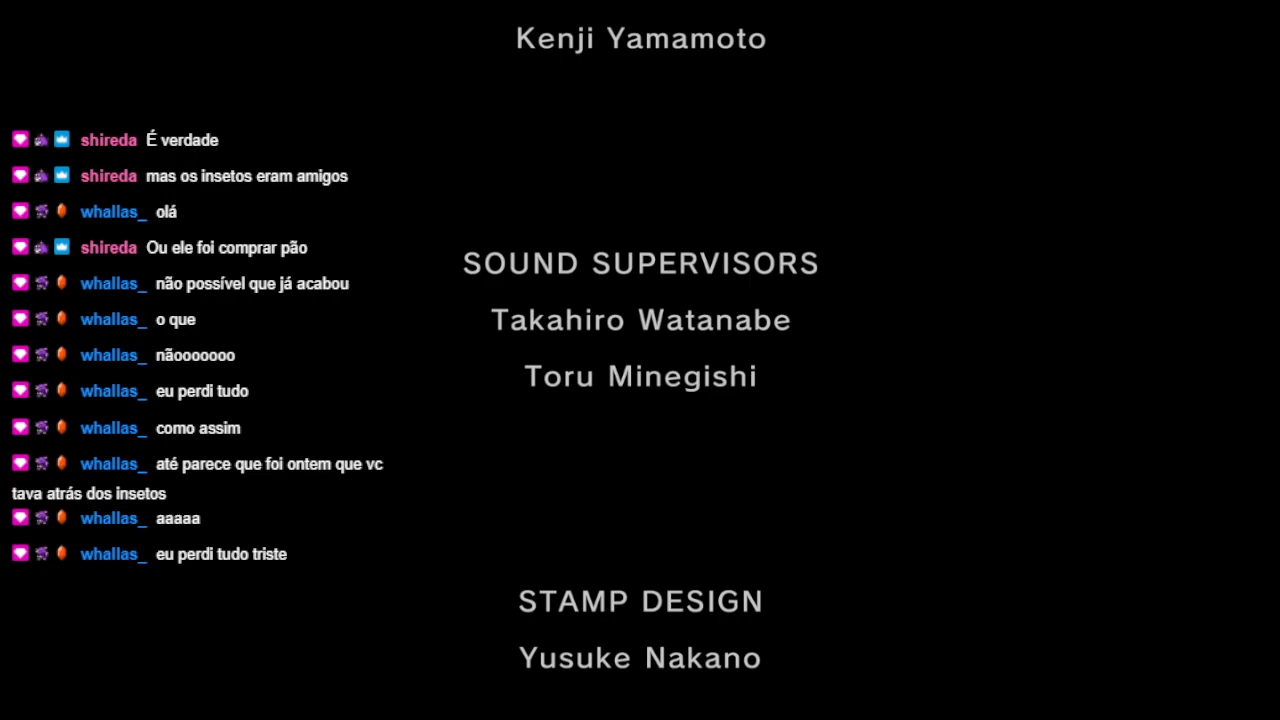 Kenji Yamamoto
shireda É verdade
shireda mas os insetos eram amigos
whallas_ olá
shireda Ou ele foi comprar pão
whallas_ não possível que já acabou
whallas_ o que
whallas_ nãooooooo
whallas_ eu perdi tudo
whallas_ como assim
whallas_ até parece que foi ontem que vc
tava atrás dos insetos
whallas_ aaaaa
whallas_ eu perdi tudo triste
SOUND SUPERVISORS
Takahiro Watanabe
Toru Minegishi
STAMP DESIGN
Yusuke Nakano